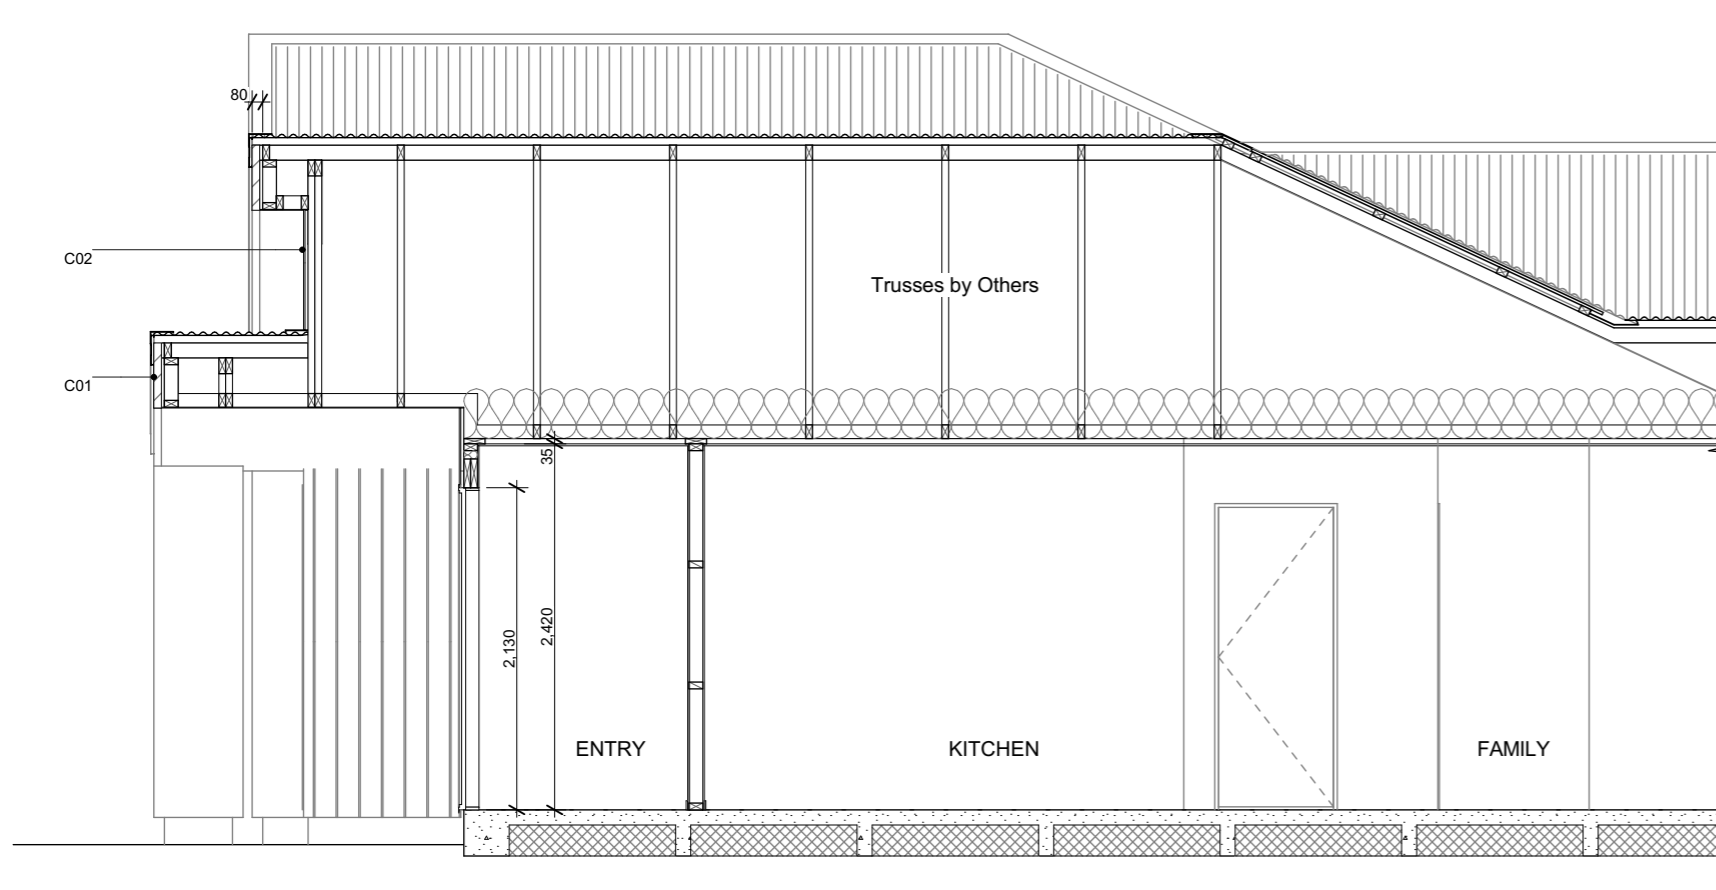 80
C02
Trusses by Others
C01
35
2,130
2,420
ENTRY
KITCHEN
FAMILY